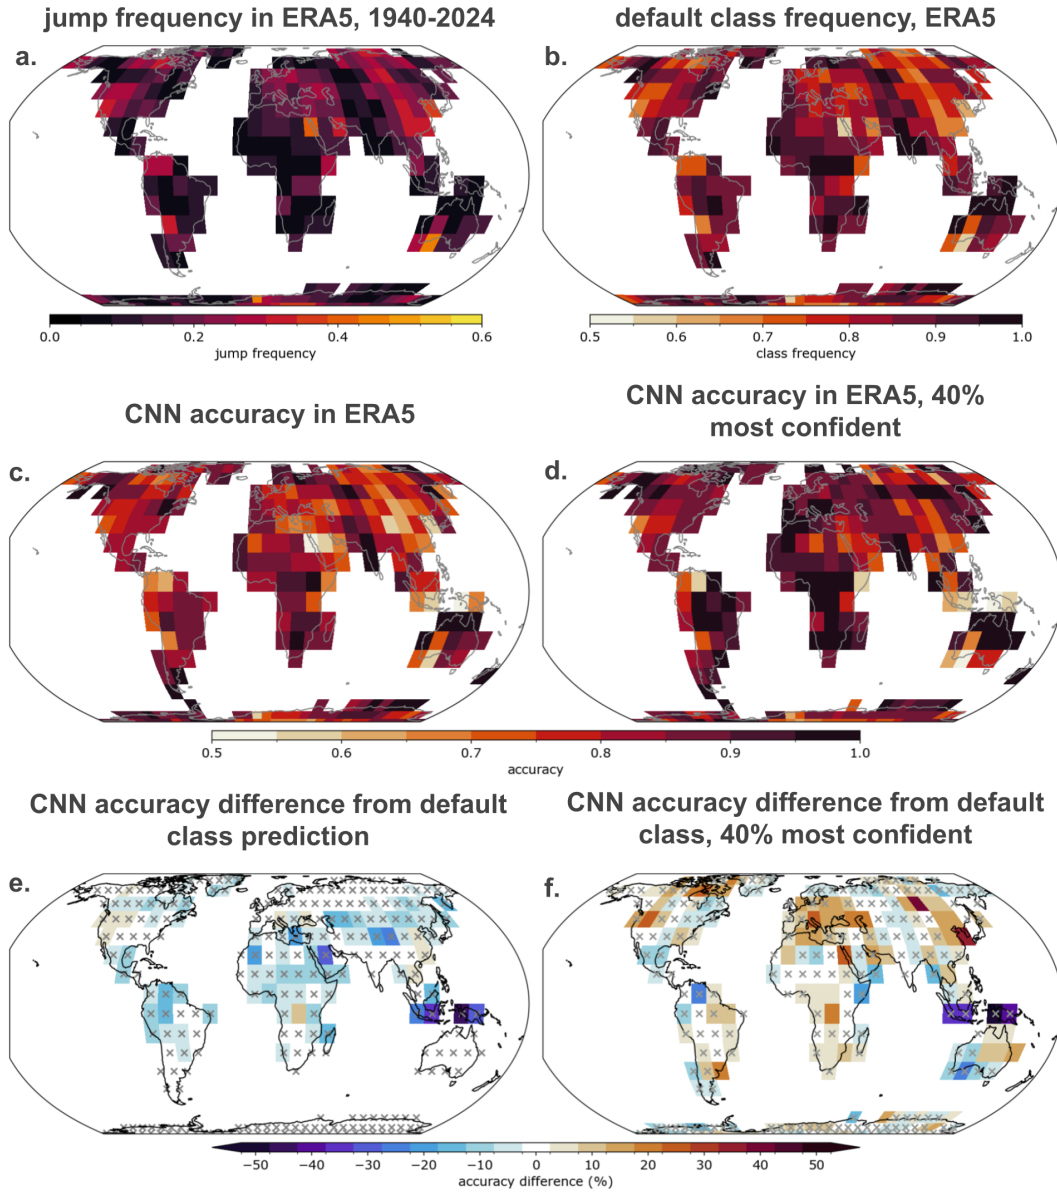 jump frequency in ERA5, 1940-2024
default class frequency, ERA5
a.
b.
0.0 0.2 0.4 0.6
jump frequency
0.5 0.6 0.7 0.8 0.9 1.0
class frequency
CNN accuracy in ERA5
CNN accuracy in ERA5, 40%
most confident
c.
d.
0.5 0.6 0.7 0.8 0.9 1.0
accuracy
CNN accuracy difference from default
class prediction
CNN accuracy difference from default
class, 40% most confident
e.
f.
−50 −40 −30 −20 −10 0 10 20 30 40 50
accuracy difference (%)